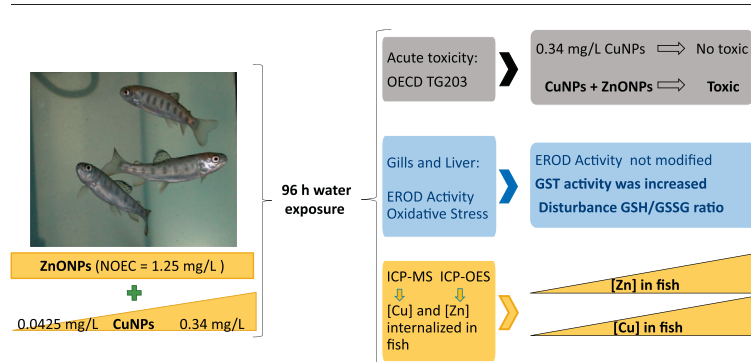 ZnONPs (NOEC = 1.25 mg/L )
0.0425 mg/L CuNPs 0.34 mg/L
96 h water
exposure
Acute toxicity:
OECD TG203
0.34 mg/L CuNPs No toxic
CuNPs + ZnONPs Toxic
Gills and Liver:
EROD Activity
Oxidative Stress
EROD Activity not modified
GST activity was increased
Disturbance GSH/GSSG ratio
ICP-MS ICP-OES
[Cu] and [Zn]
internalized in
fish
[Zn] in fish
[Cu] in fish